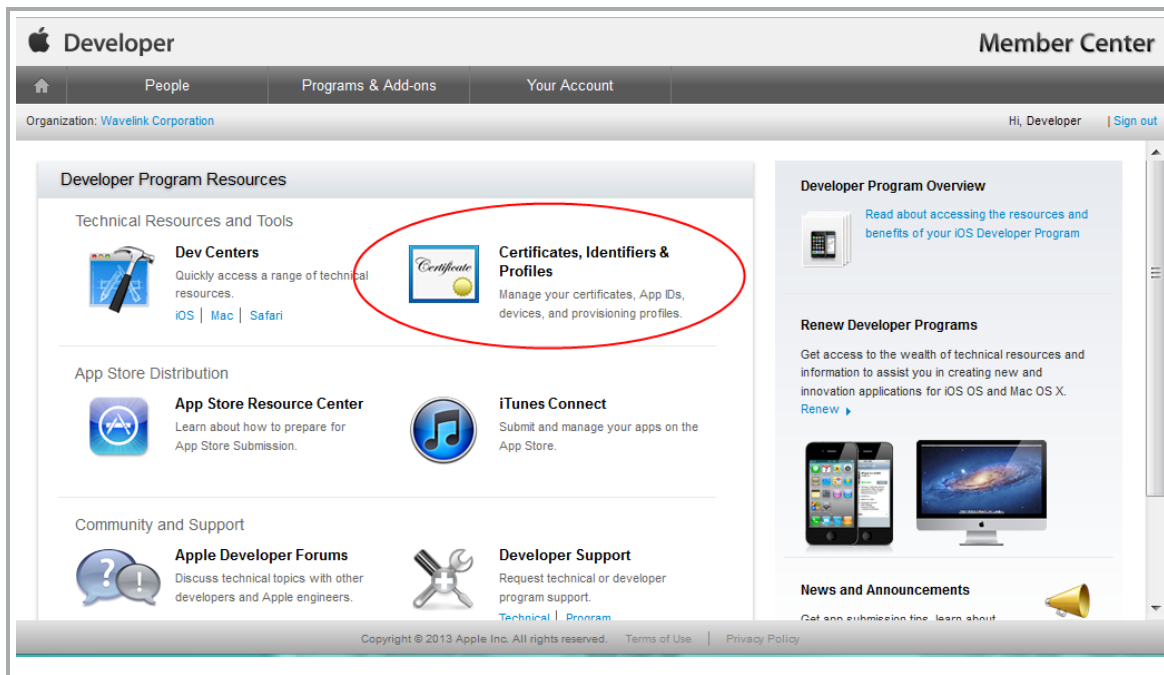 Developer
Member Center
People
Programs & Add-ons
Your Account
Organization: Wavelink Corporation
Hi, Developer | Sign out
Developer Program Resources
Technical Resources and Tools
Dev Centers
Quickly access a range of technical
resources.
iOS | Mac | Safari
Certificate
Certificates, Identifiers &
Profiles
Manage your certificates, App IDs,
devices, and provisioning profiles.
App Store Distribution
App Store Resource Center
Learn about how to prepare for
App Store Submission.
iTunes Connect
Submit and manage your apps on the
App Store.
Community and Support
Apple Developer Forums
Discuss technical topics with other
developers and Apple engineers.
Developer Support
Request technical or developer
program support.
Technical | Program
Developer Program Overview
Read about accessing the resources and
benefits of your iOS Developer Program
Renew Developer Programs
Get access to the wealth of technical resources and
information to assist you in creating new and
innovation applications for iOS OS and Mac OS X.
Renew
News and Announcements
Get app submission tips, learn about
Copyright © 2013 Apple Inc. All rights reserved. Terms of Use | Privacy Policy